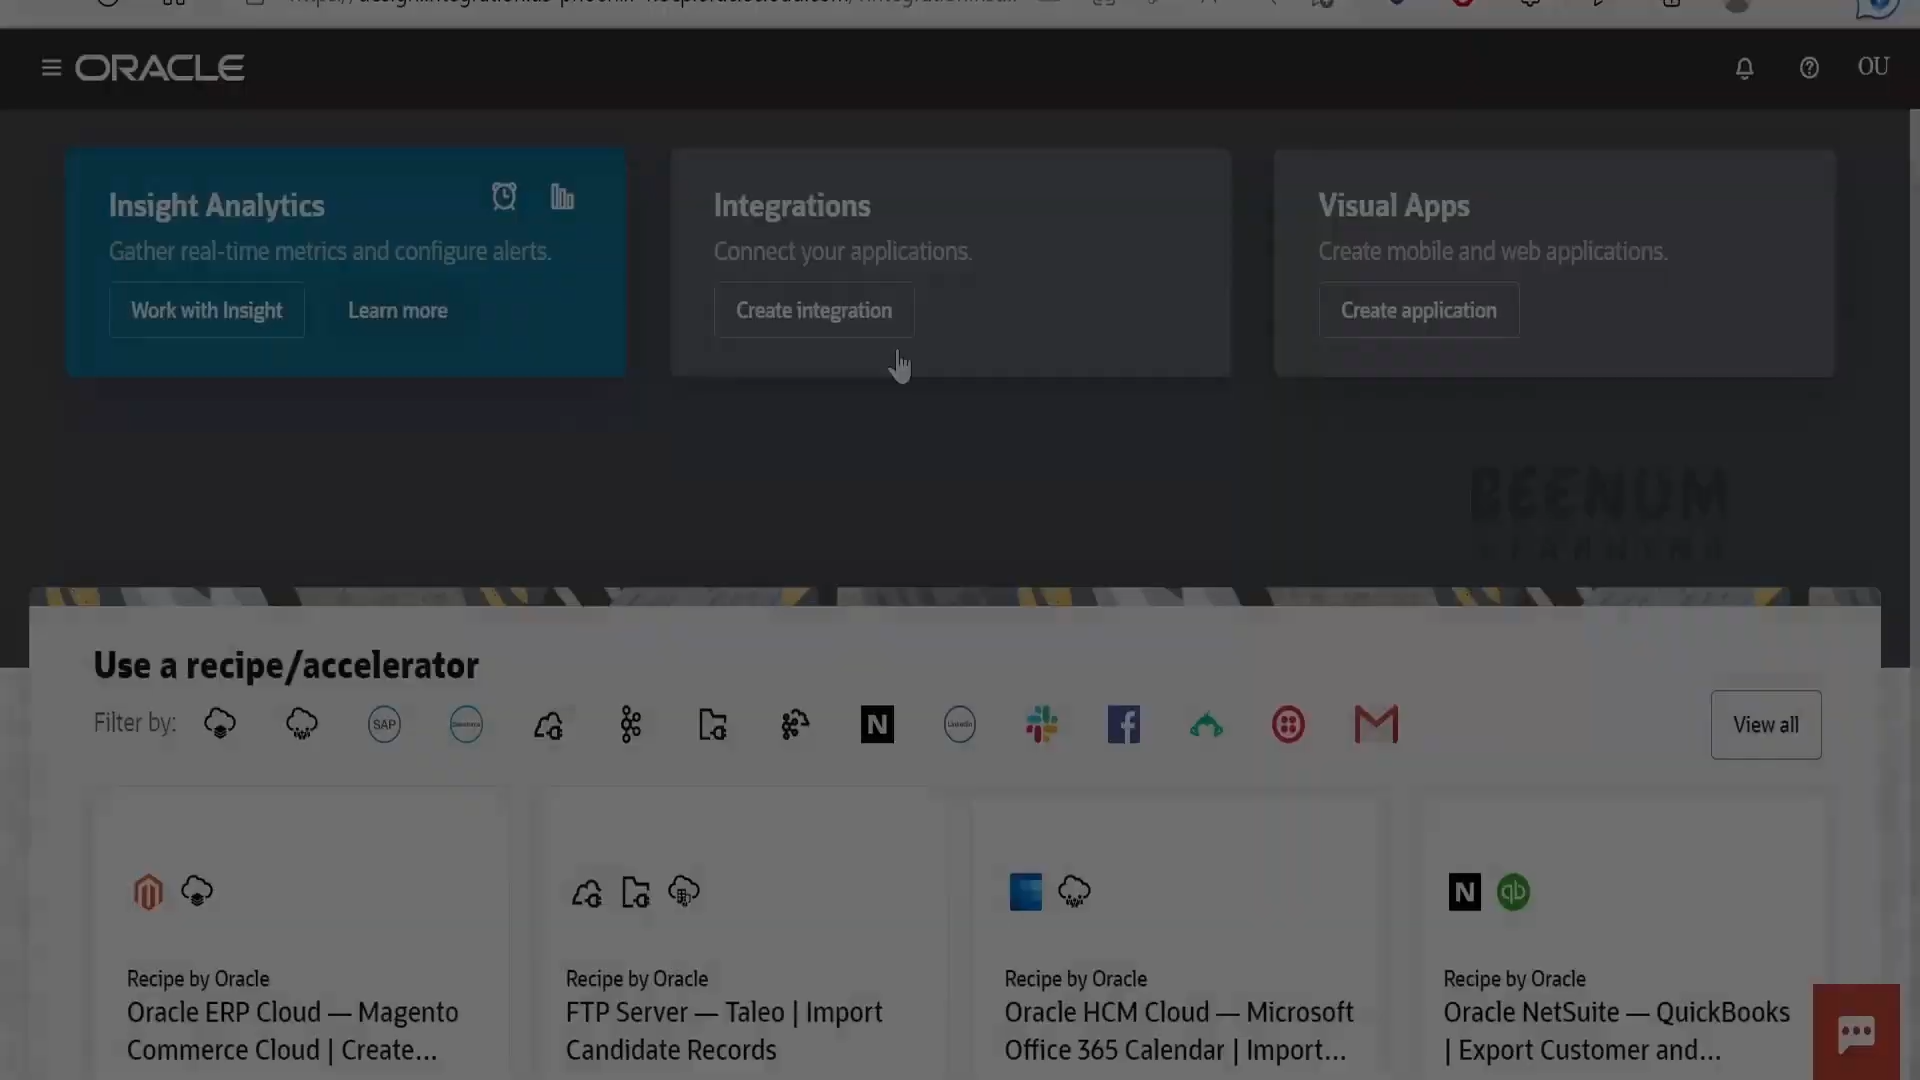 ORACLE
OU
Insight Analytics
Gather real-time metrics and configure alerts.
Work with Insight
Learn more
Integrations
Connect your applications.
Create integration
Visual Apps
Create mobile and web applications.
Create application
BEENUM
LEARNING
Use a recipe/accelerator
Filter by:
SAP
N
View all
Recipe by Oracle
Oracle ERP Cloud — Magento
Commerce Cloud | Create...
Recipe by Oracle
FTP Server — Taleo | Import
Candidate Records
Recipe by Oracle
Oracle HCM Cloud — Microsoft
Office 365 Calendar | Import...
N
qb
Recipe by Oracle
Oracle NetSuite — QuickBooks
| Export Customer and...